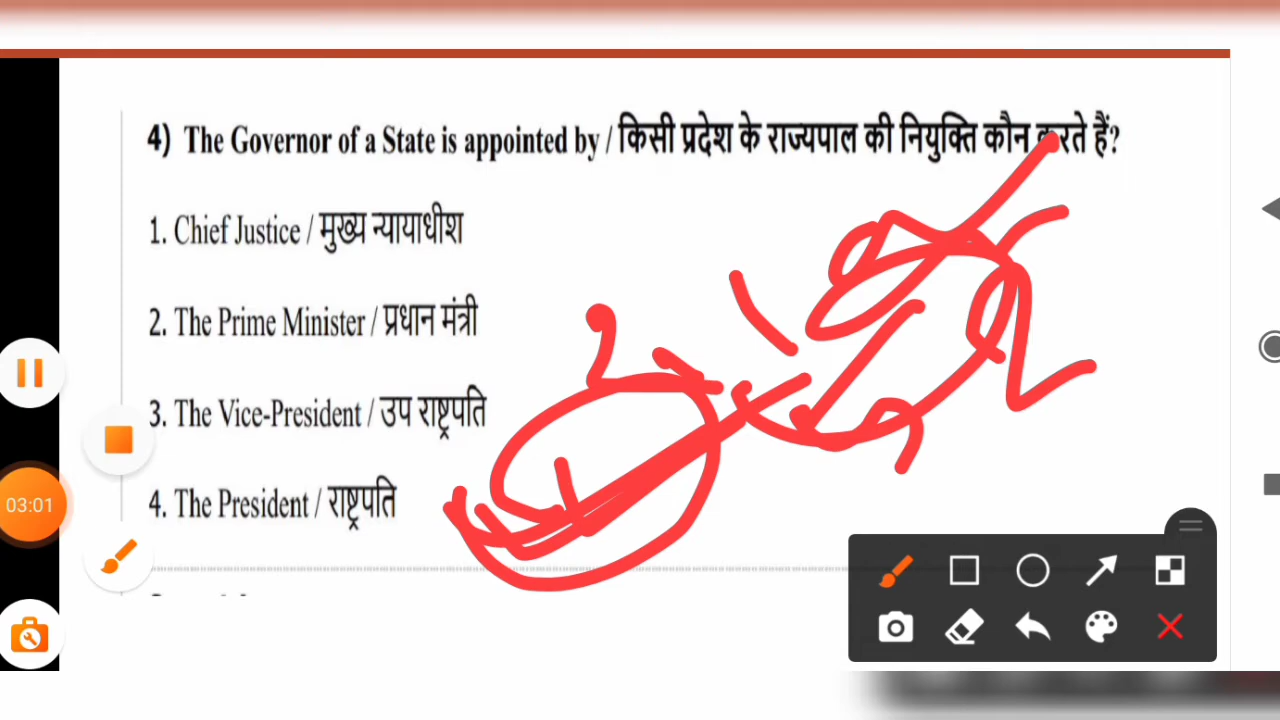 4) The Governor of a State is appointed by / किसी प्रदेश के राज्यपाल की नियुक्ति कौन करते हैं?
1. Chief Justice / मुख्य न्यायाधीश
2. The Prime Minister / प्रधान मंत्री
3. The Vice-President / उप राष्ट्रपति
4. The President / राष्ट्रपति
03:01